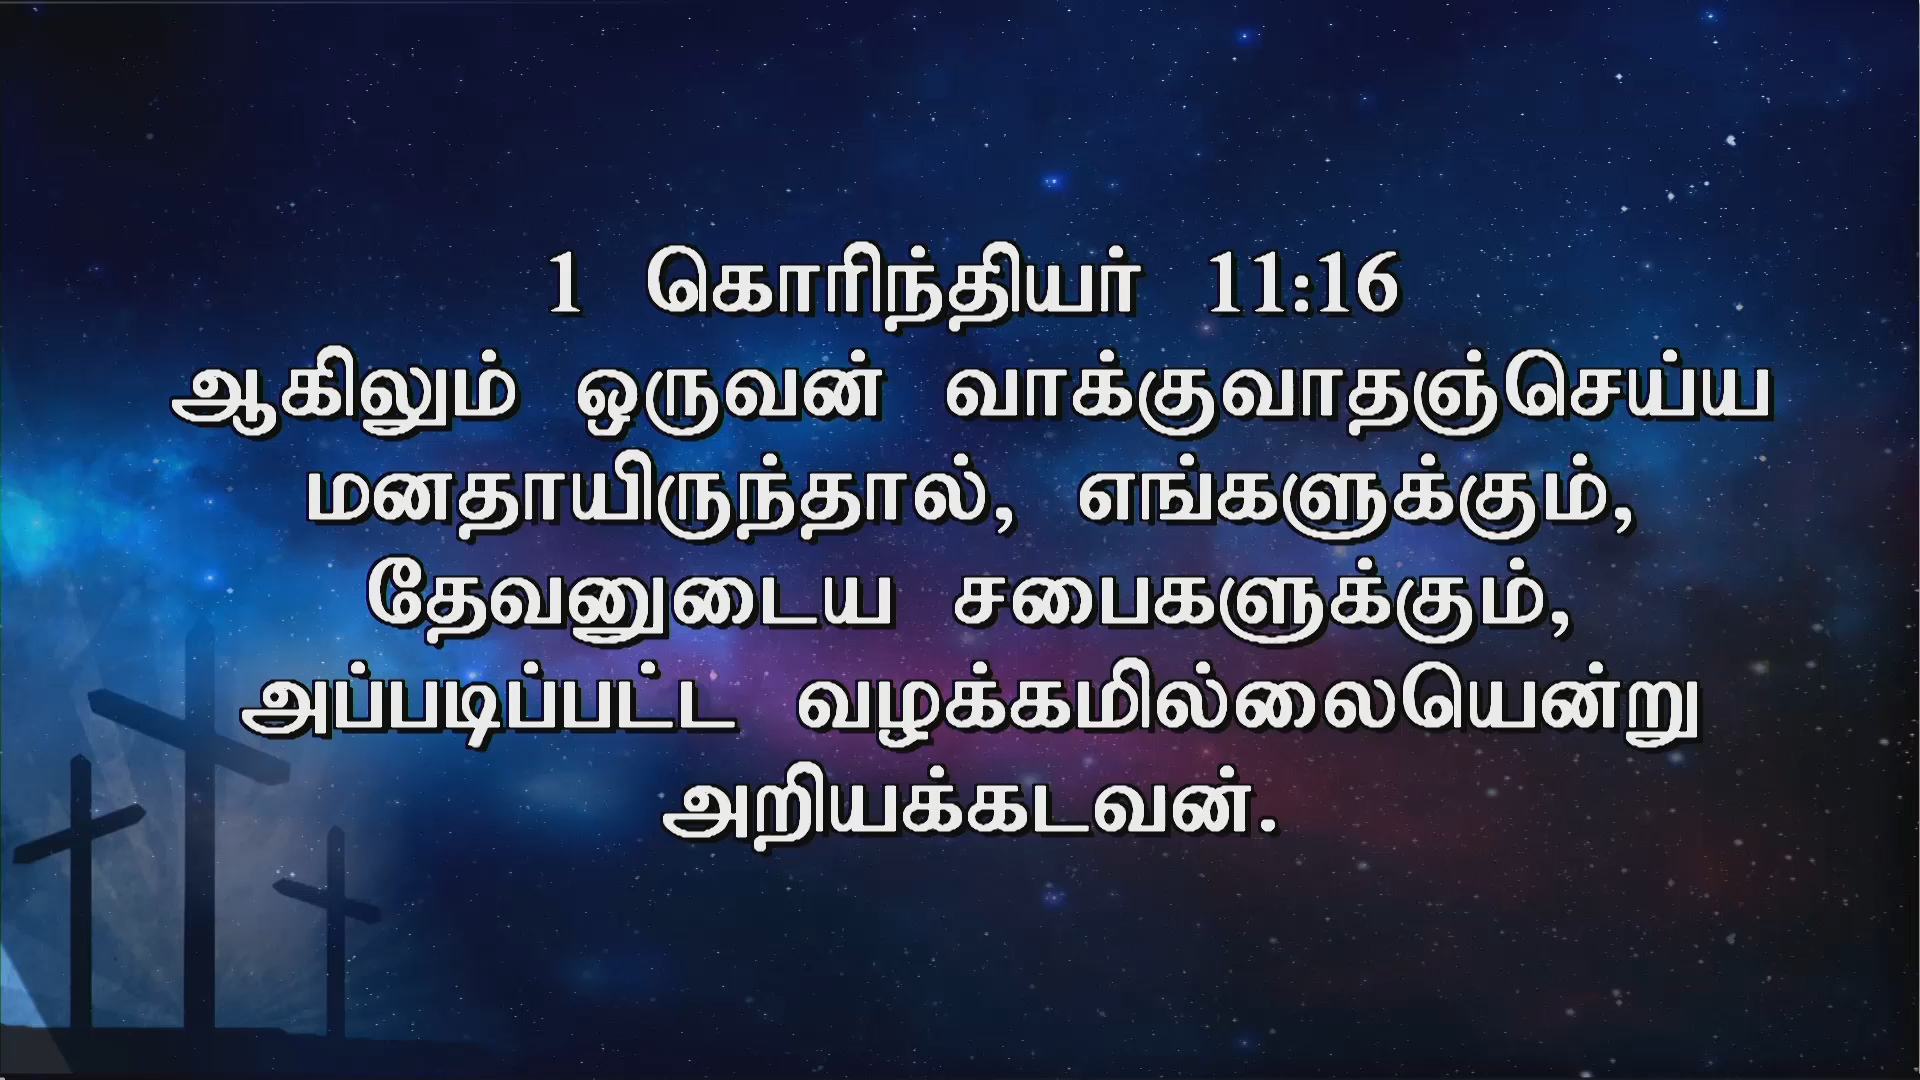 1 கொரிந்தியர் 11:16
ஆகிலும் ஒருவன் வாக்குவாதஞ்செய்ய
மனதாயிருந்தால், எங்களுக்கும்,
தேவனுடைய சபைகளுக்கும்,
அப்படிப்பட்ட வழக்கமில்லையென்று
அறியக்கடவன்.